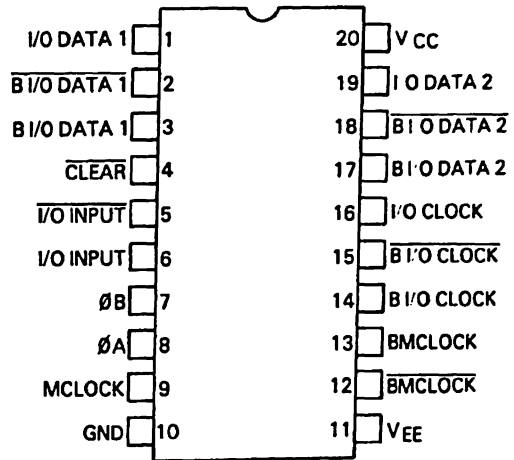 I/O DATA 1 1 20 VCC
B I/O DATA 1 2 19 I O DATA 2
B I/O DATA 1 3 18 B I O DATA 2
CLEAR 4 17 B I/O DATA 2
I/O INPUT 5 16 I/O CLOCK
I/O INPUT 6 15 B I/O CLOCK
ØB 7 14 B I/O CLOCK
ØA 8 13 BMCLOCK
MCLOCK 9 12 BMCLOCK
GND 10 11 VEE